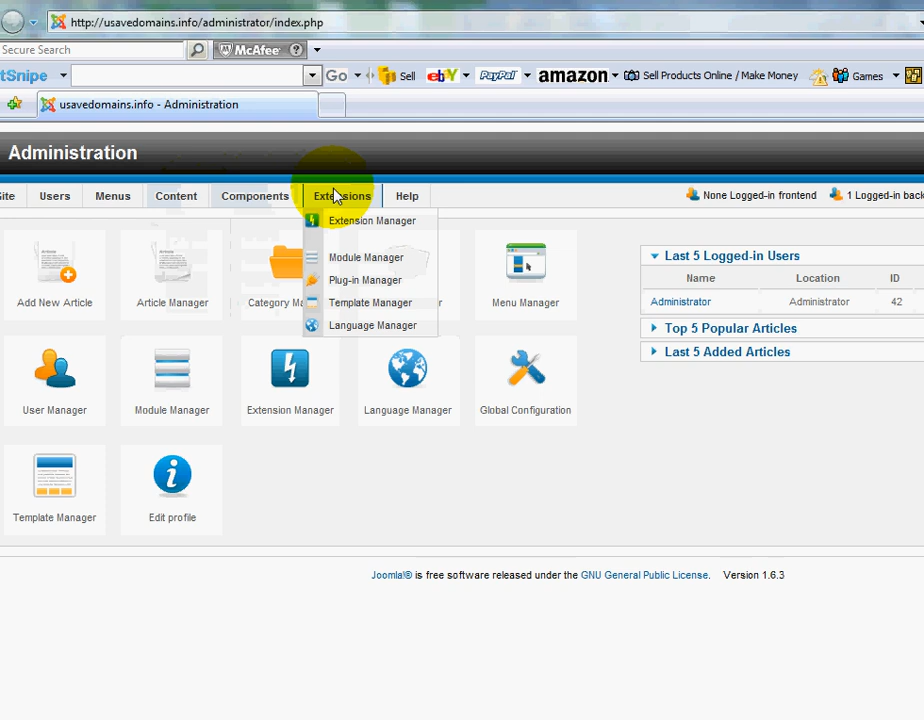 http://usavedomains.info/administrator/index.php
Secure Search McAfee
tSnipe Go Sell ebY PayPal amazon Sell Products Online / Make Money Games
usavedomains.info - Administration
Administration
ite Users Menus Content Components Extensions Help None Logged-in frontend 1 Logged-in back
Extension Manager
Module Manager
Plug-in Manager
Template Manager
Language Manager
Add New Article Article Manager Category Ma r Menu Manager
User Manager Module Manager Extension Manager Language Manager Global Configuration
Template Manager Edit profile
Last 5 Logged-in Users
Name Location ID
Administrator Administrator 42
Top 5 Popular Articles
Last 5 Added Articles
Joomla!® is free software released under the GNU General Public License. Version 1.6.3